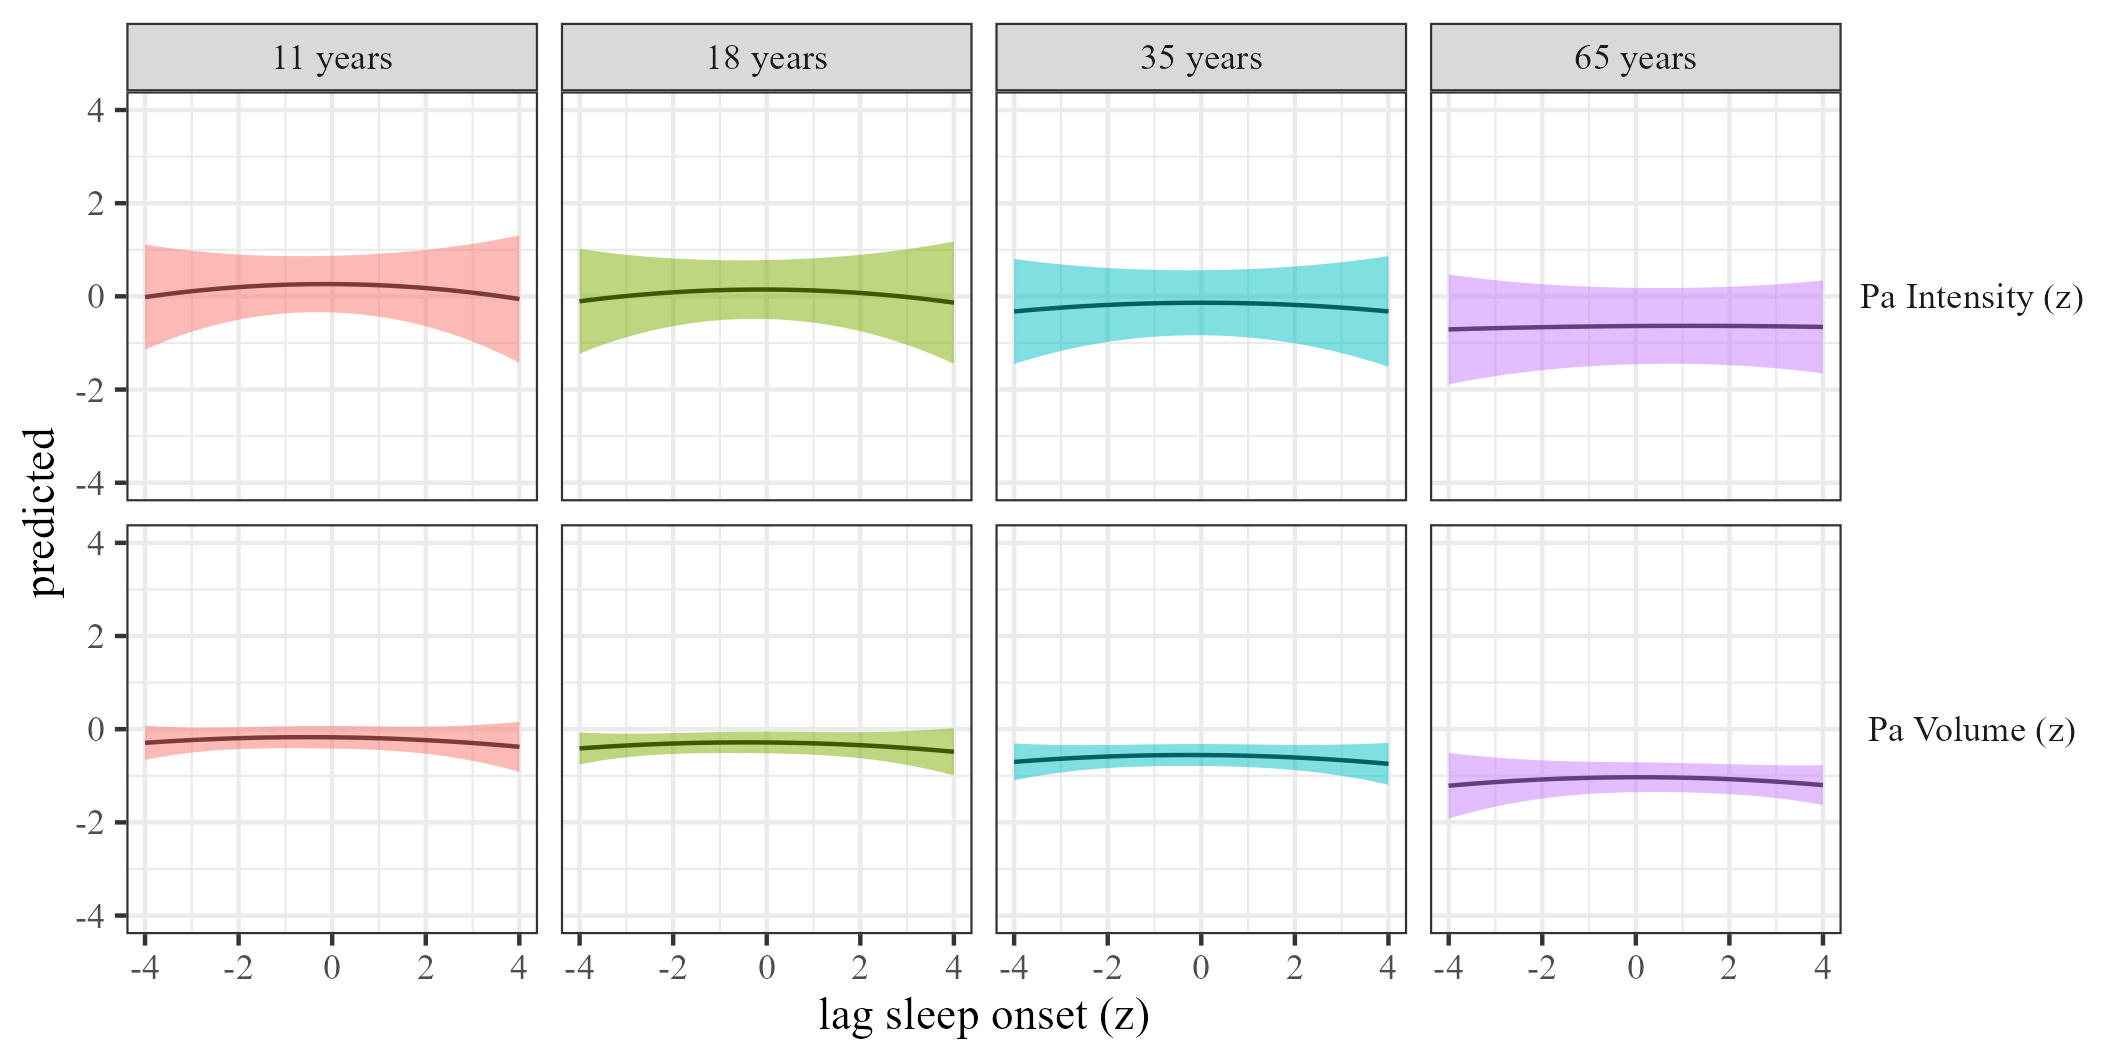 11 years
18 years
35 years
65 years
4
2
0
-2
-4
Pa Intensity (z)
predicted
4
2
0
-2
-4
Pa Volume (z)
-4 -2 0 2 4
-4 -2 0 2 4
-4 -2 0 2 4
-4 -2 0 2 4
lag sleep onset (z)